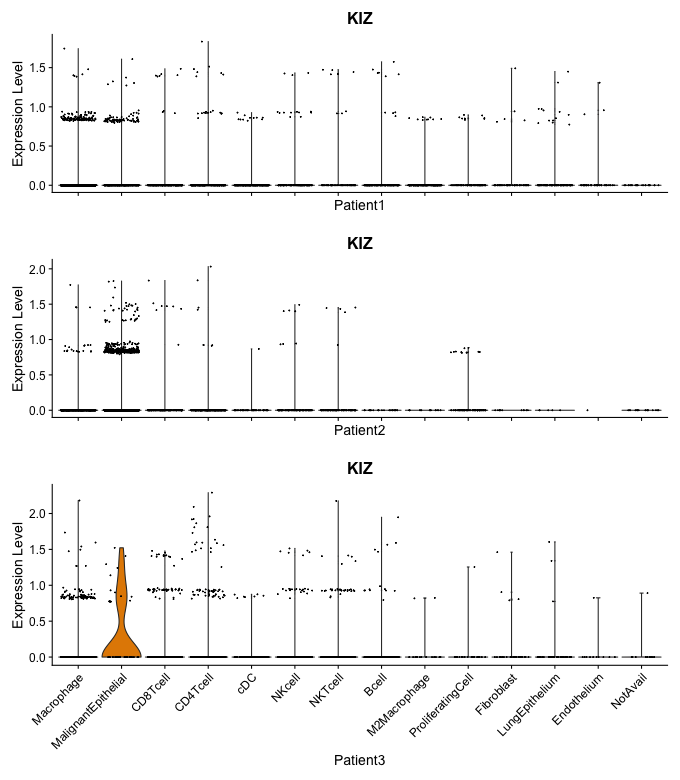 KIZ
Expression Level
1.5
1.0
0.5
0.0
Patient1
KIZ
Expression Level
2.0
1.5
1.0
0.5
0.0
Patient2
KIZ
Expression Level
2.0
1.5
1.0
0.5
0.0
Macrophage
MalignantEpithelial
CD8Tcell
CD4Tcell
cDC
NKcell
NKTcell
Bcell
M2Macrophage
ProliferatingCell
Fibroblast
LungEpithelium
Endothelium
NotAvail
Patient3